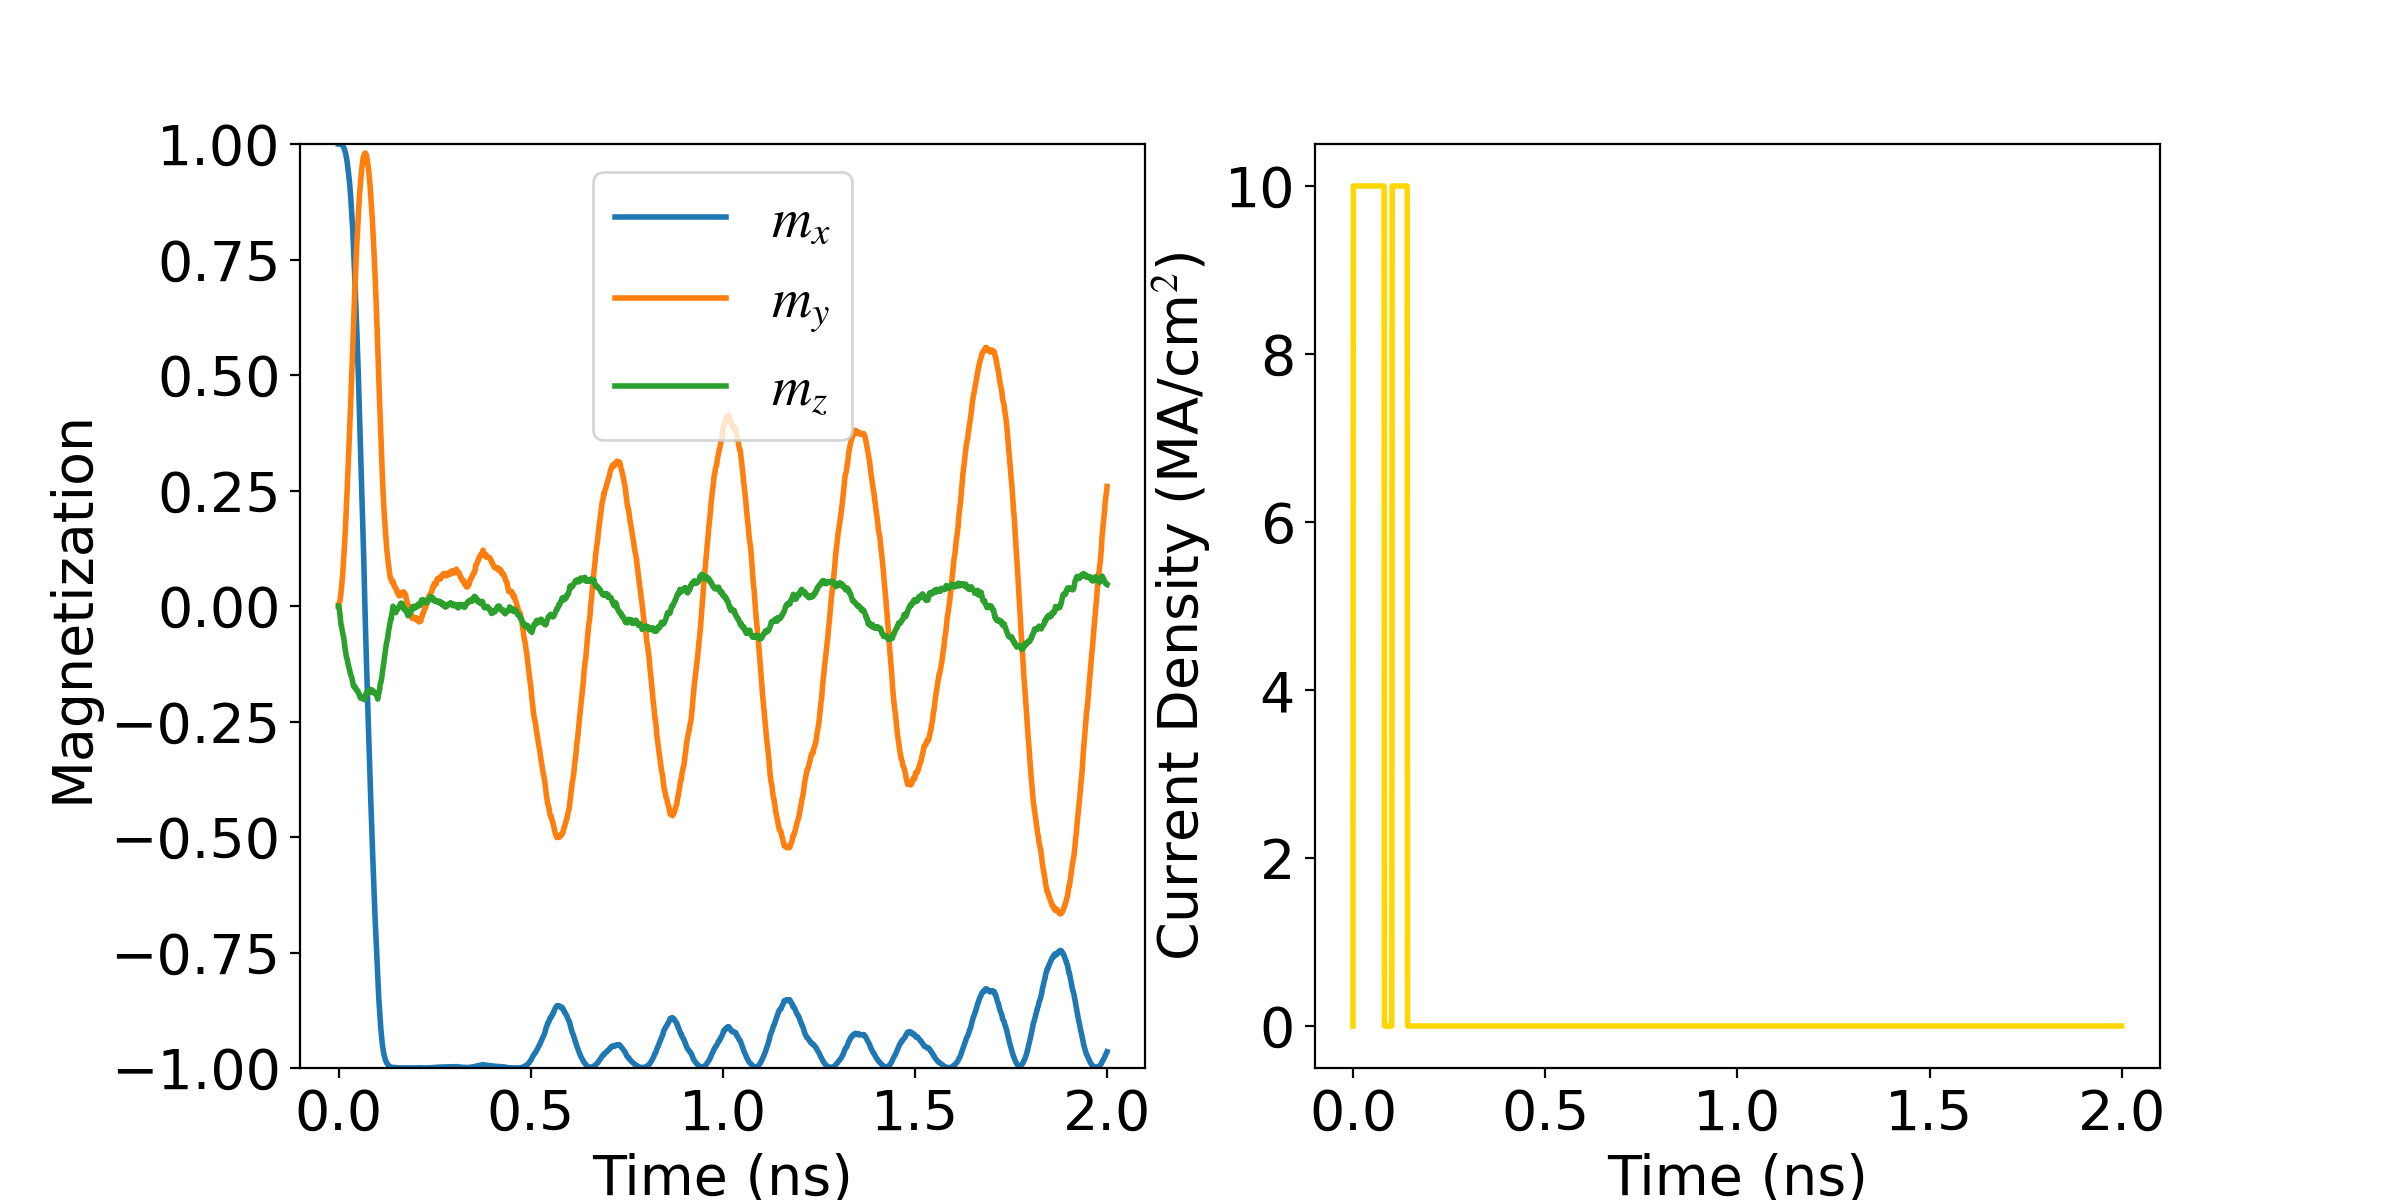 Magnetization
1.00
0.75
0.50
0.25
0.00
−0.25
−0.50
−0.75
−1.00
0.0 0.5 1.0 1.5 2.0
Time (ns)
m_x
m_y
m_z
Current Density (MA/cm²)
10
8
6
4
2
0
0.0 0.5 1.0 1.5 2.0
Time (ns)